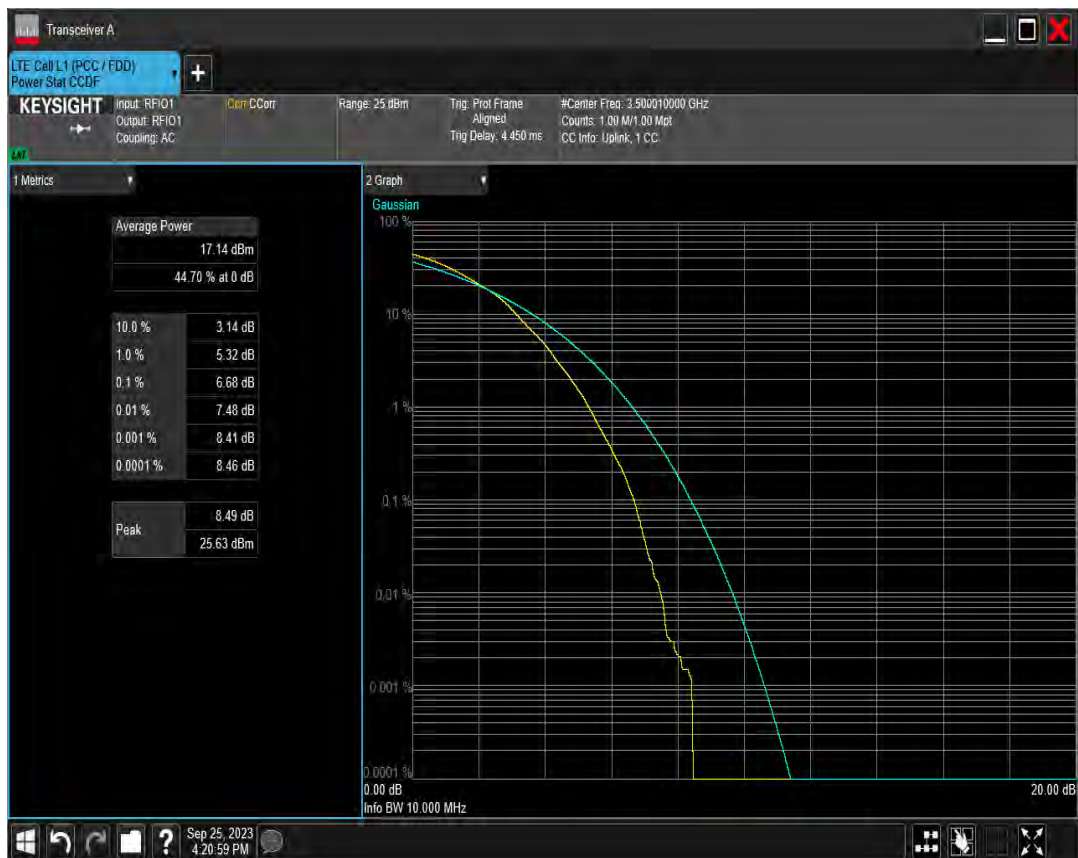 Transceiver A
LTE Cell L1 (PCC / FDD)
Power Stat CCDF
+
KEYSIGHT
Input: RFIO1
Output: RFIO1
Coupling: AC
Corr CCorr
Range: 25 dBm
Trig: Prot Frame
Aligned
Trig Delay: 4.450 ms
#Center Freq: 3.500010000 GHz
Counts: 1.00 M/1.00 Mpt
CC Info: Uplink, 1 CC
LXI
1 Metrics
Average Power
17.14 dBm
44.70 % at 0 dB
10.0 % 3.14 dB
1.0 % 5.32 dB
0.1 % 6.68 dB
0.01 % 7.48 dB
0.001 % 8.41 dB
0.0001 % 8.46 dB
Peak
8.49 dB
25.63 dBm
2 Graph
Gaussian
100 %
10 %
1 %
0.1 %
0.01 %
0.001 %
0.0001 %
0.00 dB 20.00 dB
Info BW 10.000 MHz
?
Sep 25, 2023
4:20:59 PM